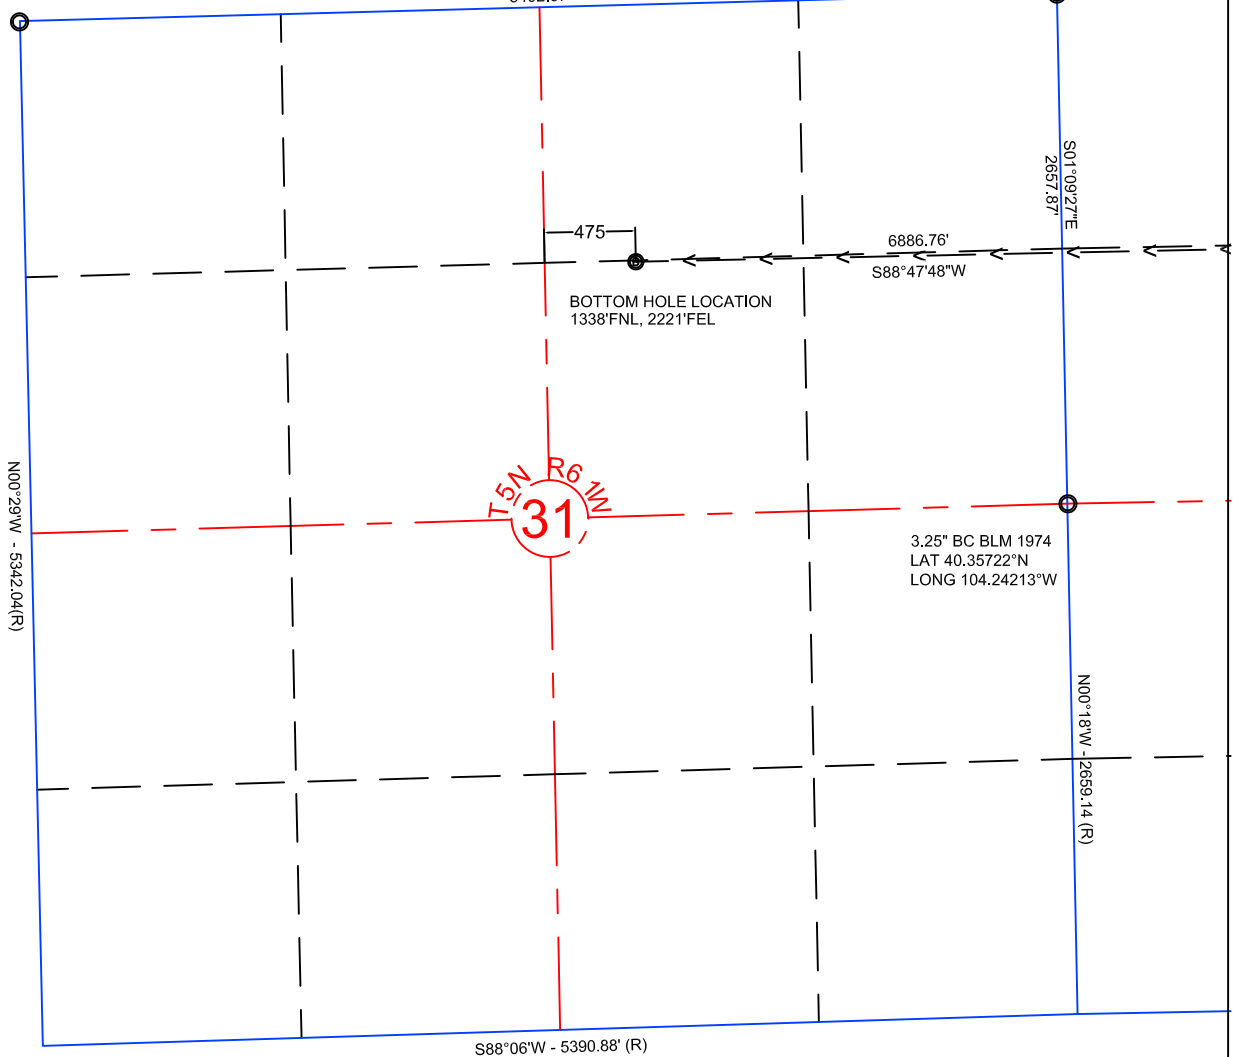 S01°09'27"E
2657.87'
475
6886.76'
S88°47'48"W
BOTTOM HOLE LOCATION
1338'FNL, 2221'FEL
T 5N R6 1W
31
3.25" BC BLM 1974
LAT 40.35722°N
LONG 104.24213°W
N00°29'W - 5342.04(R)
N00°18'W - 2659.14 (R)
S88°06'W - 5390.88' (R)